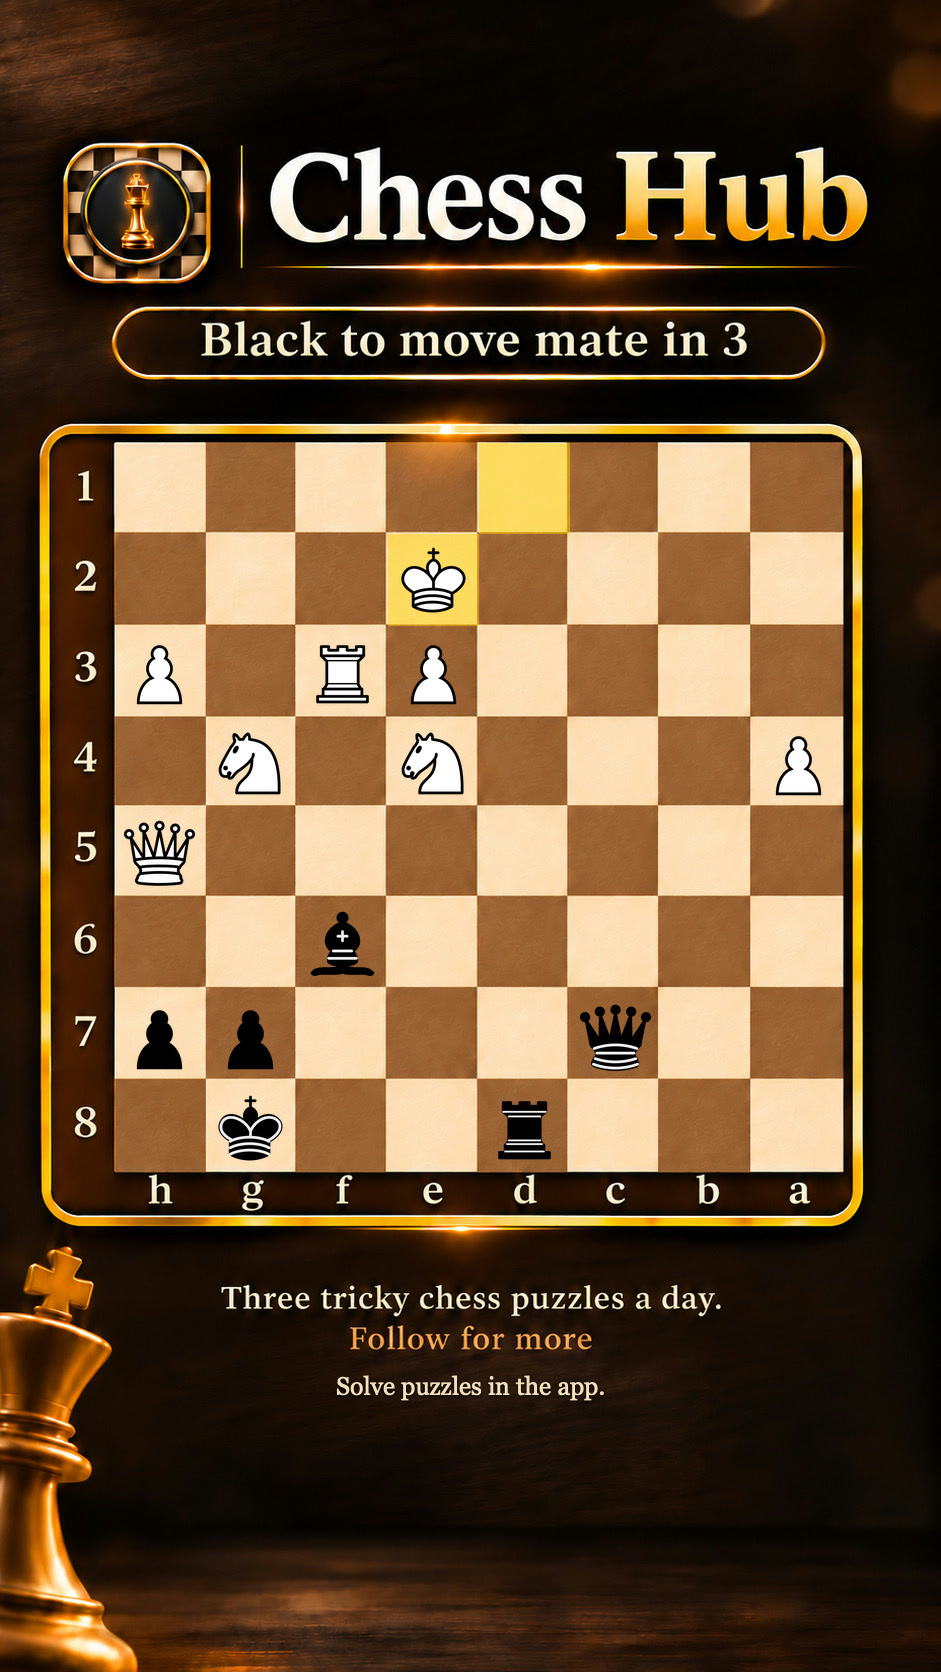 Chess Hub
Black to move mate in 3
1
2
3
4
5
6
7
8
h g f e d c b a
Three tricky chess puzzles a day.
Follow for more
Solve puzzles in the app.